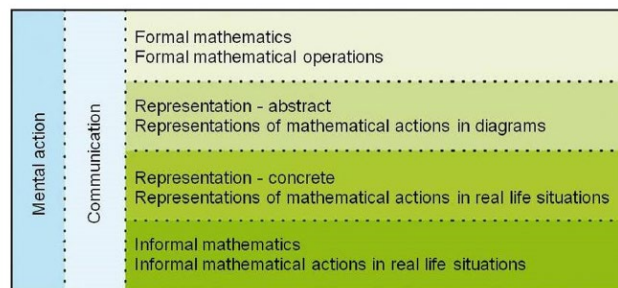 Mental action
Communication
Formal mathematics
Formal mathematical operations
Representation - abstract
Representations of mathematical actions in diagrams
Representation - concrete
Representations of mathematical actions in real life situations
Informal mathematics
Informal mathematical actions in real life situations